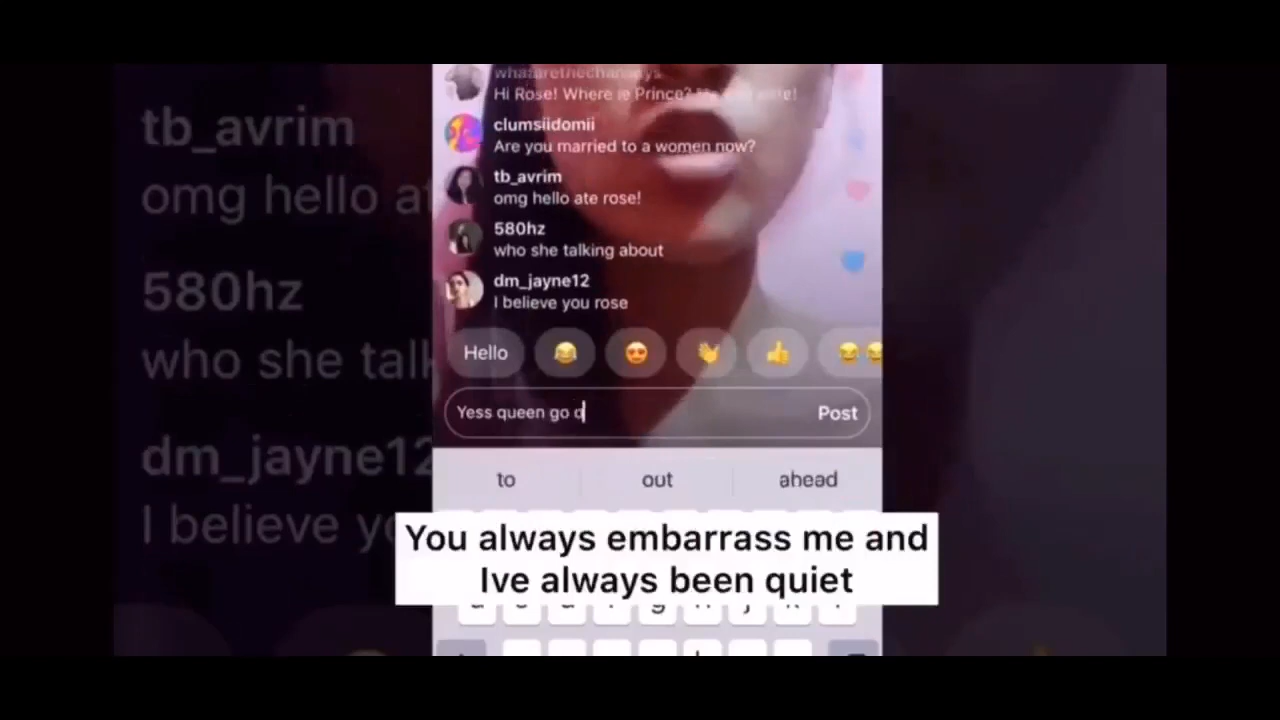 whatarethechandays
Hi Rose! Where is Prince?
clumsiidomii
Are you married to a women now?
tb_avrim
omg hello ate rose!
580hz
who she talking about
dm_jayne12
I believe you rose
Hello
Yess queen go q
Post
to
out
ahead
You always embarrass me and
Ive always been quiet
tb_avrim
omg hello at
580hz
who she talk
dm_jayne12
I believe yo